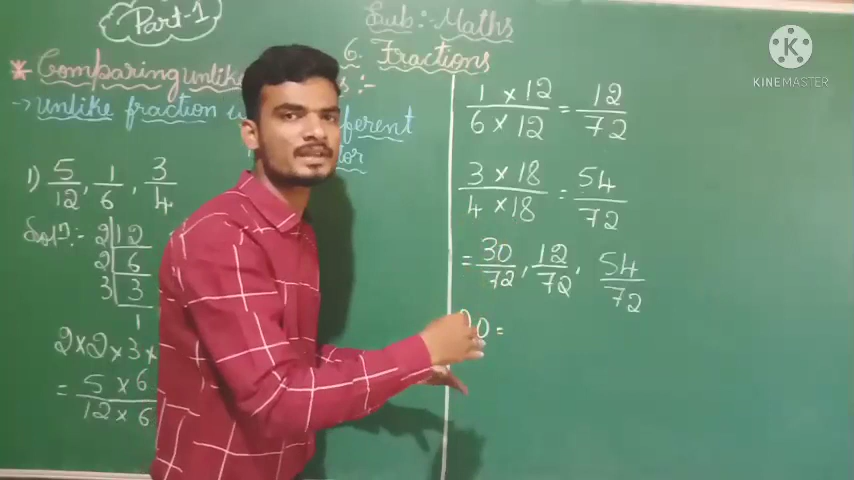 Part-1
Sub:- Maths
6. Fractions
* Comparing unlike :-
→ unlike fraction ferent
1) 5/12, 1/6, 3/4
Sol?:- 2|12
2|6
3|3
1
2×2×3×
= 5×6/12×6
1×12/6×12 = 12/72
3×18/4×18 = 54/72
= 30/72, 12/72, 54/72
0 =
K
KINEMASTER